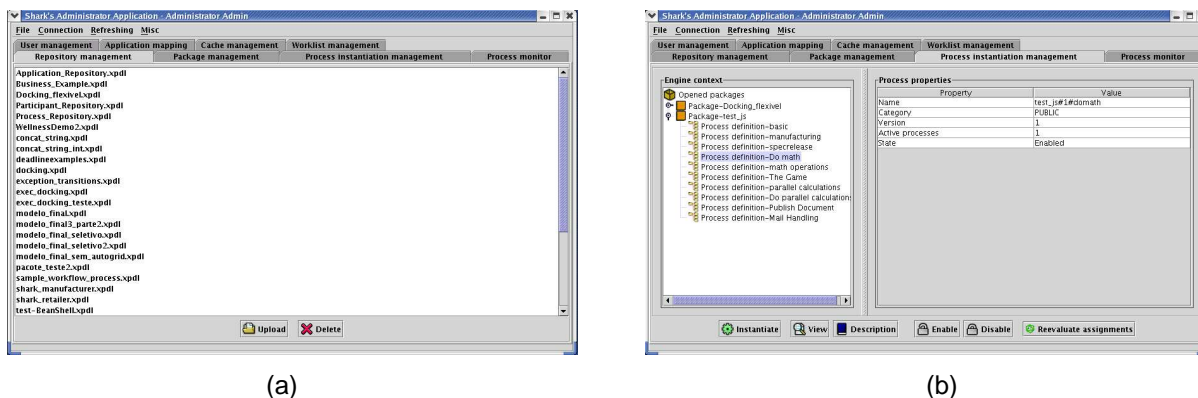 Shark's Administrator Application - Administrator Admin
File Connection Refreshing Misc
User management Application mapping Cache management Worklist management
Repository management Package management Process instantiation management Process monitor
Application_Repository.xpdl
Business_Example.xpdl
Docking_flexivel.xpdl
Participant_Repository.xpdl
Process_Repository.xpdl
WellnessDemo2.xpdl
concat_string.xpdl
concat_string_int.xpdl
deadlineexamples.xpdl
docking.xpdl
exception_transitions.xpdl
exec_docking.xpdl
exec_docking_teste.xpdl
modelo_final.xpdl
modelo_final3_parte2.xpdl
modelo_final_seletivo.xpdl
modelo_final_seletivo2.xpdl
modelo_final_sem_autogrid.xpdl
pacote_teste2.xpdl
sample_workflow_process.xpdl
shark_manufacturer.xpdl
shark_retailer.xpdl
test-BeanShell.xpdl
Upload Delete
(a)
Shark's Administrator Application - Administrator Admin
File Connection Refreshing Misc
User management Application mapping Cache management Worklist management
Repository management Package management Process instantiation management Process monitor
Engine context
Opened packages
Package-Docking_flexivel
Package-test_js
Process definition-basic
Process definition-manufacturing
Process definition-specrelease
Process definition-Do math
Process definition-math operations
Process definition-The Game
Process definition-parallel calculations
Process definition-Do parallel calculations
Process definition-Publish Document
Process definition-Mail Handling
Process properties
Property Value
Name test_js#1#domath
Category PUBLIC
Version 1
Active processes 1
State Enabled
Instantiate View Description Enable Disable Reevaluate assignments
(b)